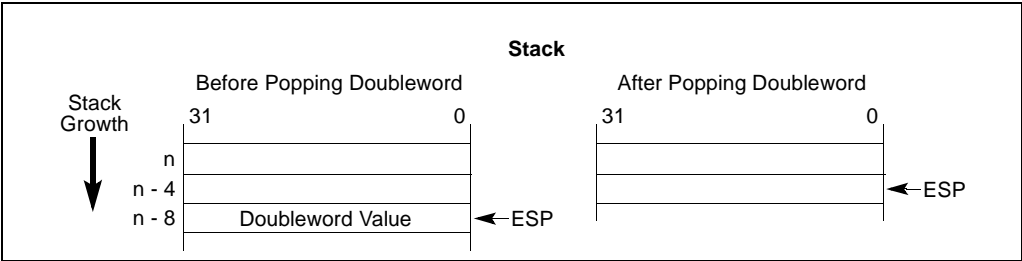 Stack
Before Popping Doubleword
After Popping Doubleword
Stack
Growth
31 0
31 0
n
n - 4
ESP
n - 8 Doubleword Value ESP